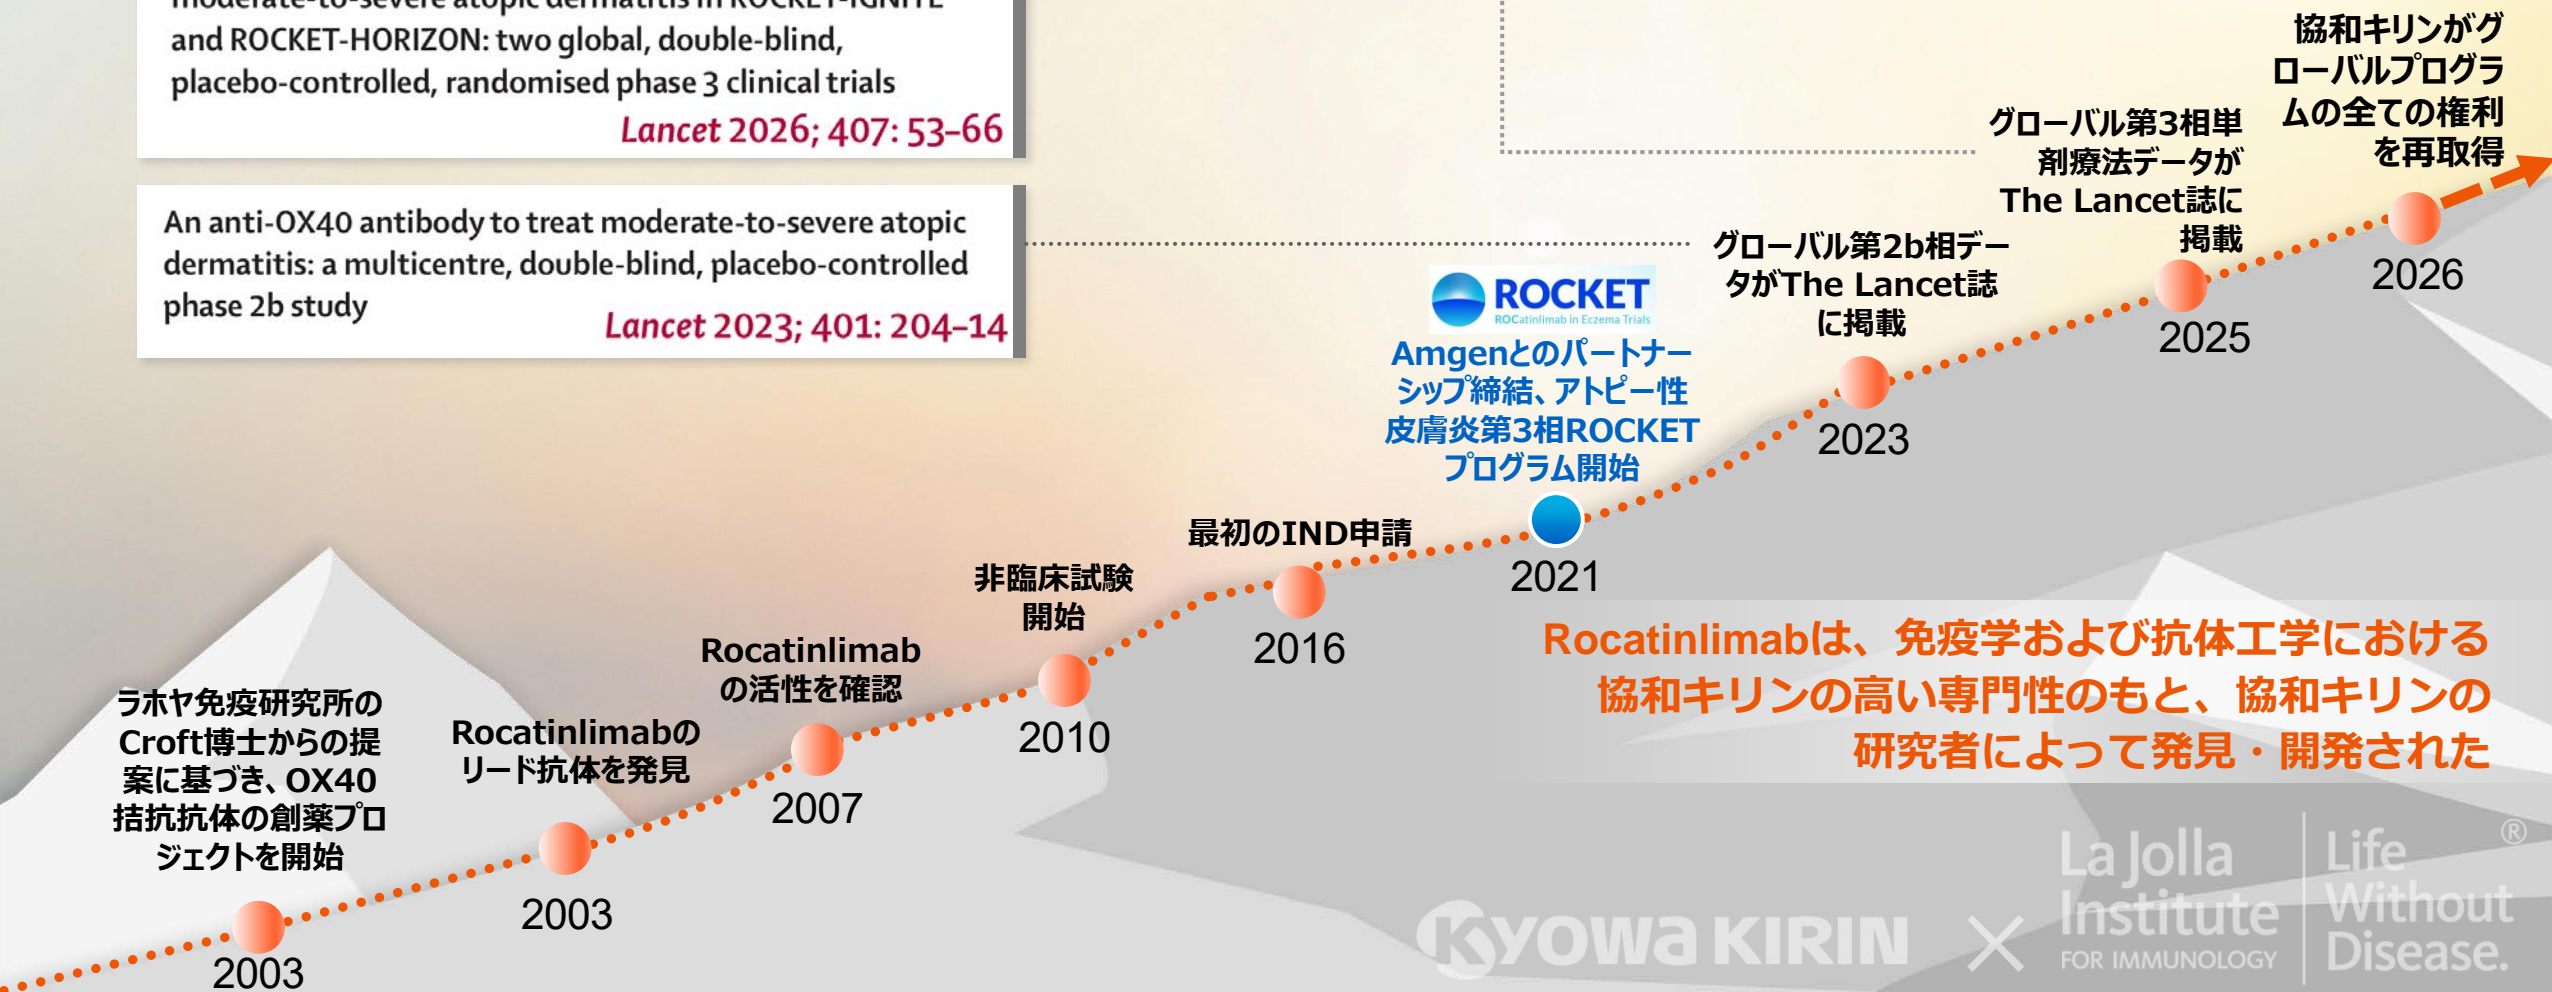 moderate-to-severe atopic dermatitis in ROCKET-IGNITE
and ROCKET-HORIZON: two global, double-blind,
placebo-controlled, randomised phase 3 clinical trials
Lancet 2026; 407: 53–66
An anti-OX40 antibody to treat moderate-to-severe atopic
dermatitis: a multicentre, double-blind, placebo-controlled
phase 2b study
Lancet 2023; 401: 204–14
ラホヤ免疫研究所の
Croft博士からの提
案に基づき、OX40
拮抗抗体の創薬プロ
ジェクトを開始
2003
Rocatinlimabの
リード抗体を発見
2003
Rocatinlimab
の活性を確認
2007
非臨床試験
開始
2010
最初のIND申請
2016
ROCKET
ROCatinlimab in Eczema Trials
Amgenとのパートナー
シップ締結、アトピー性
皮膚炎第3相ROCKET
プログラム開始
2021
グローバル第2b相デー
タがThe Lancet誌
に掲載
2023
グローバル第3相単
剤療法データが
The Lancet誌に
掲載
2025
協和キリンがグ
ローバルプログラ
ムの全ての権利
を再取得
2026
Rocatinlimabは、免疫学および抗体工学における
協和キリンの高い専門性のもと、協和キリンの
研究者によって発見・開発された
KYOWA KIRIN
×
La Jolla
Institute
FOR IMMUNOLOGY
Life
Without
Disease.
®